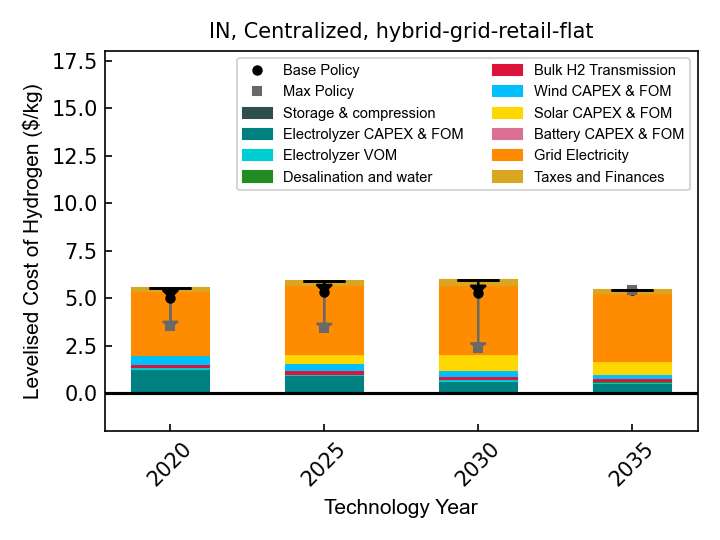 IN, Centralized, hybrid-grid-retail-flat
Levelised Cost of Hydrogen ($/kg)
17.5
15.0
12.5
10.0
7.5
5.0
2.5
0.0
Base Policy
Max Policy
Storage & compression
Electrolyzer CAPEX & FOM
Electrolyzer VOM
Desalination and water
Bulk H2 Transmission
Wind CAPEX & FOM
Solar CAPEX & FOM
Battery CAPEX & FOM
Grid Electricity
Taxes and Finances
2020
2025
2030
2035
Technology Year